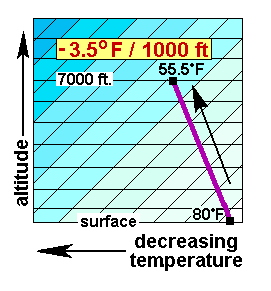 -3.5°F / 1000 ft
55.5°F
7000 ft.
altitude
80°F
surface
decreasing
temperature